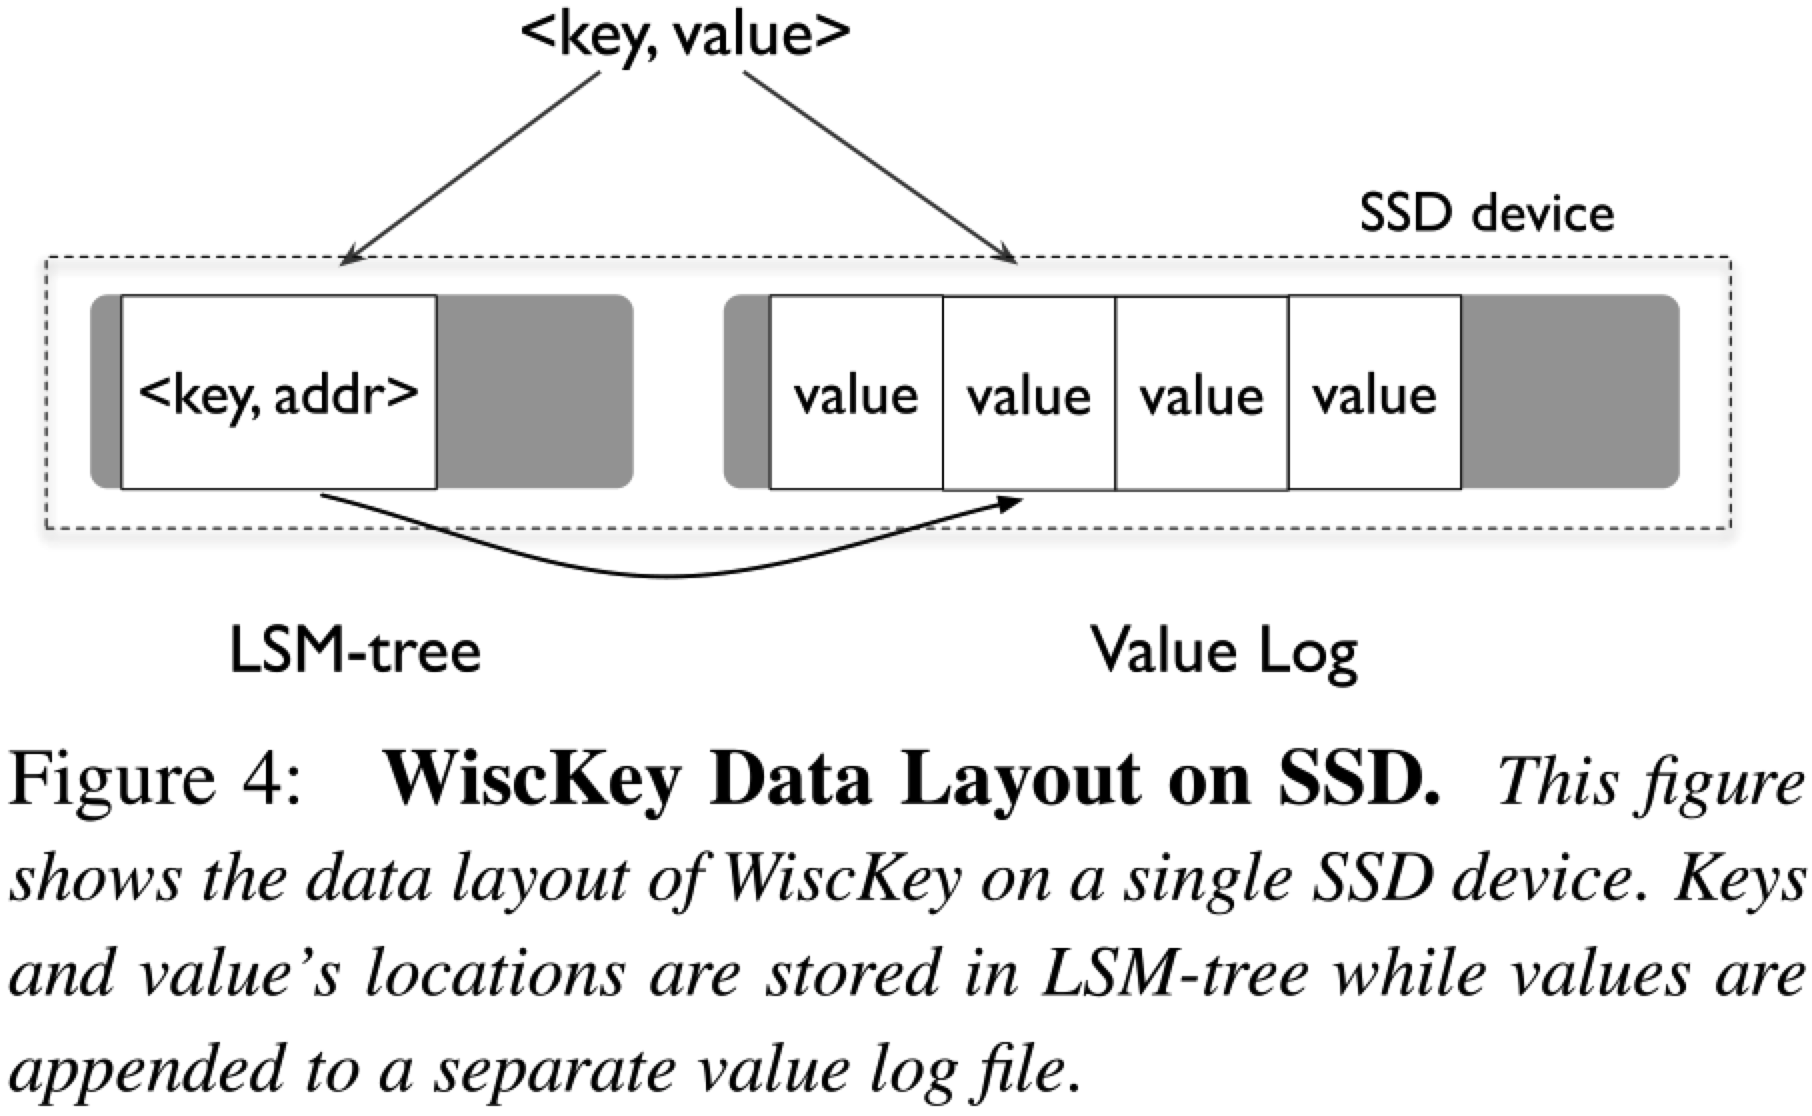 <key, value>
SSD device
<key, addr>
value
value
value
value
LSM-tree
Value Log
Figure 4: WiscKey Data Layout on SSD. This figure
shows the data layout of WiscKey on a single SSD device. Keys
and value’s locations are stored in LSM-tree while values are
appended to a separate value log file.